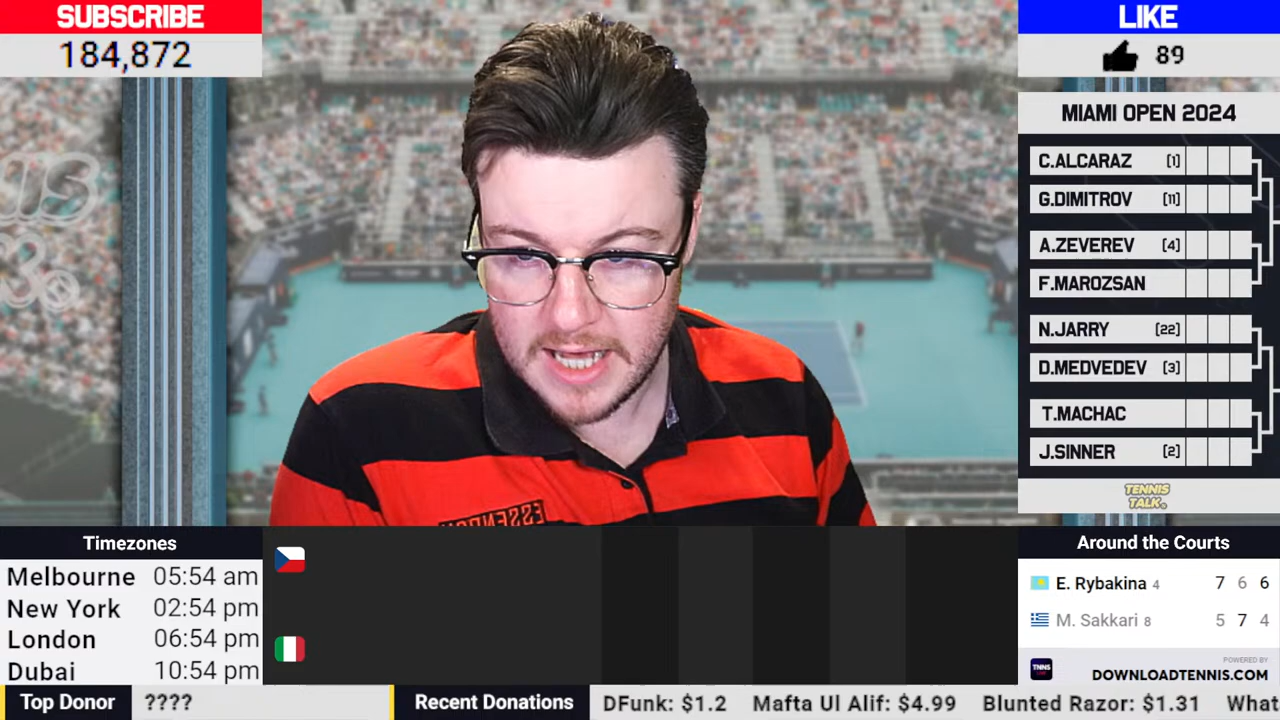 SUBSCRIBE
184,872
LIKE
89
MIAMI OPEN 2024
C.ALCARAZ [1]
G.DIMITROV [11]
A.ZEVEREV [4]
F.MAROZSAN
N.JARRY [22]
D.MEDVEDEV [3]
T.MACHAC
J.SINNER [2]
TENNIS
TALK
Timezones
Melbourne 05:54 am
New York 02:54 pm
London 06:54 pm
Dubai 10:54 pm
Around the Courts
E. Rybakina 4 7 6 6
M. Sakkari 8 5 7 4
TNNS
POWERED BY
DOWNLOADTENNIS.COM
Top Donor ????
Recent Donations DFunk: $1.2 Mafta Ul Alif: $4.99 Blunted Razor: $1.31 What